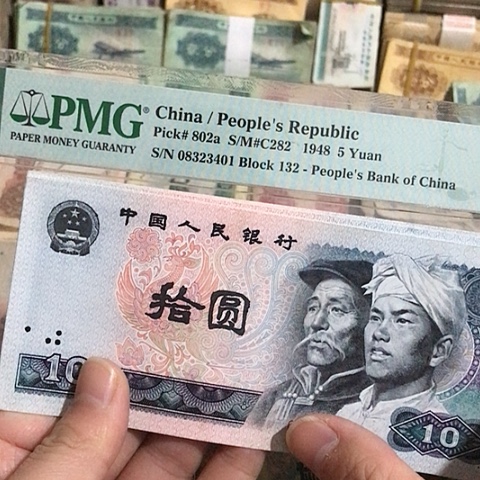 PMG®
PAPER MONEY GUARANTY
China / People's Republic
Pick# 802a S/M#C282 1948 5 Yuan
S/N 08323401 Block 132 - People's Bank of China
中国人民银行
拾圆
10
10